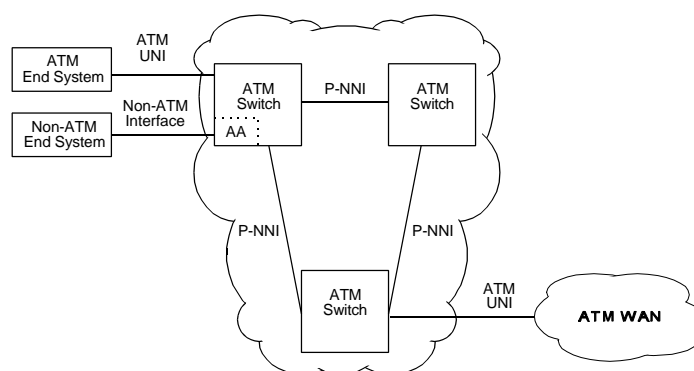 ATM
End System
ATM
UNI
Non-ATM
End System
Non-ATM
Interface
ATM
Switch
AA
P-NNI
ATM
Switch
P-NNI
P-NNI
ATM
Switch
ATM
UNI
ATM WAN